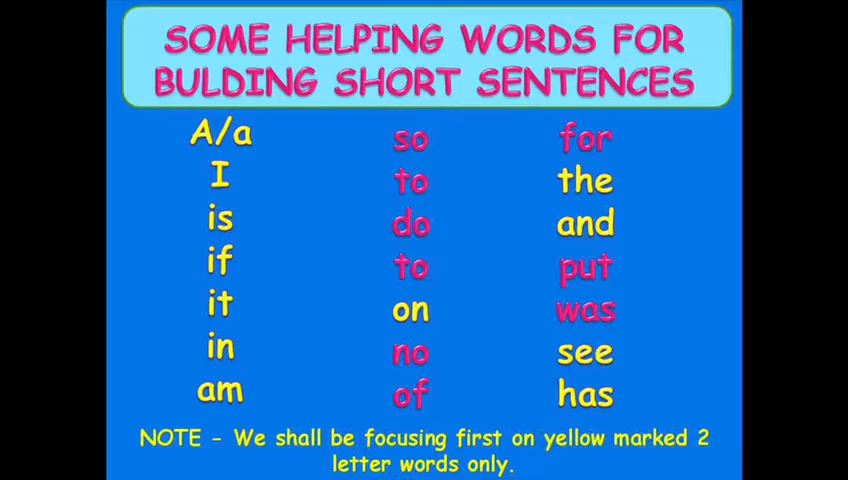 SOME HELPING WORDS FOR
BULDING SHORT SENTENCES
A/a so for
I to the
is do and
if to put
it on was
in no see
am of has
NOTE - We shall be focusing first on yellow marked 2
letter words only.